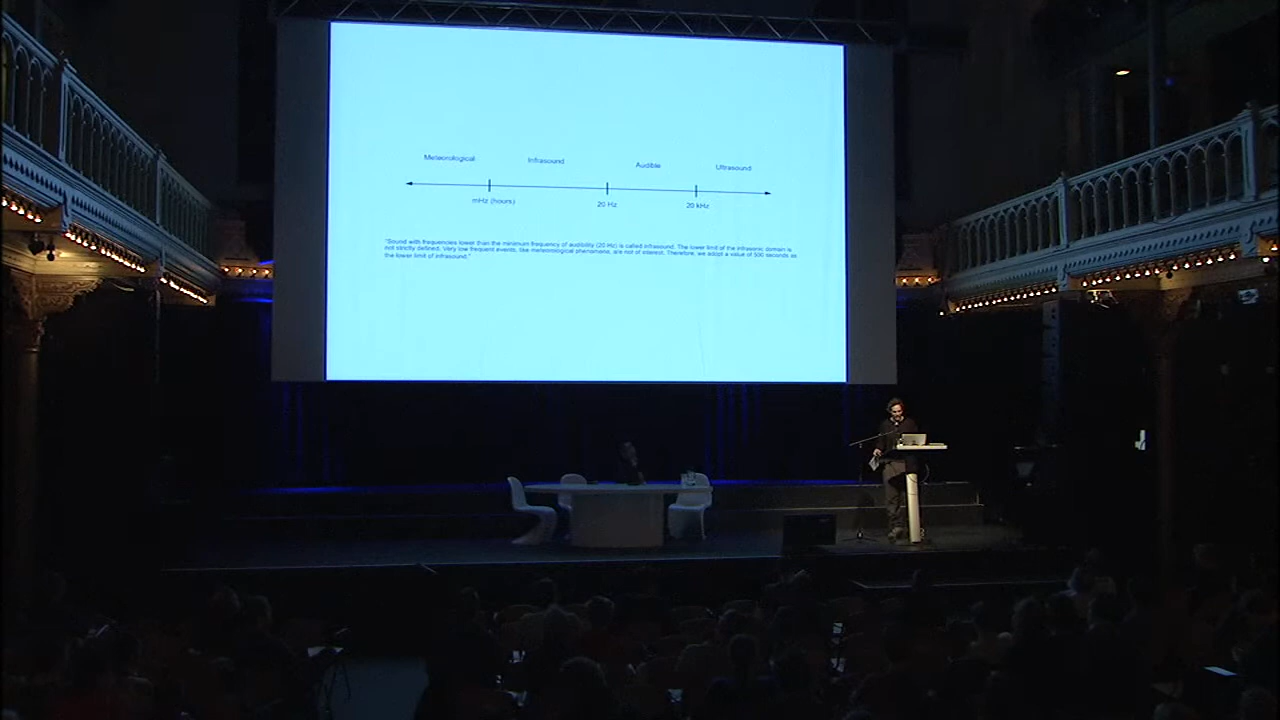 Meteorological Infrasound Audible Ultrasound
mHz (hours) 20 Hz 20 kHz
"Sound with frequencies lower than the minimum frequency of audibility (20 Hz) is called infrasound. The lower limit of the infrasonic domain is
not strictly defined. Very low frequent events, like meteorological phenomena, are not of interest. Therefore, we adopt a value of 500 seconds as
the lower limit of infrasound."